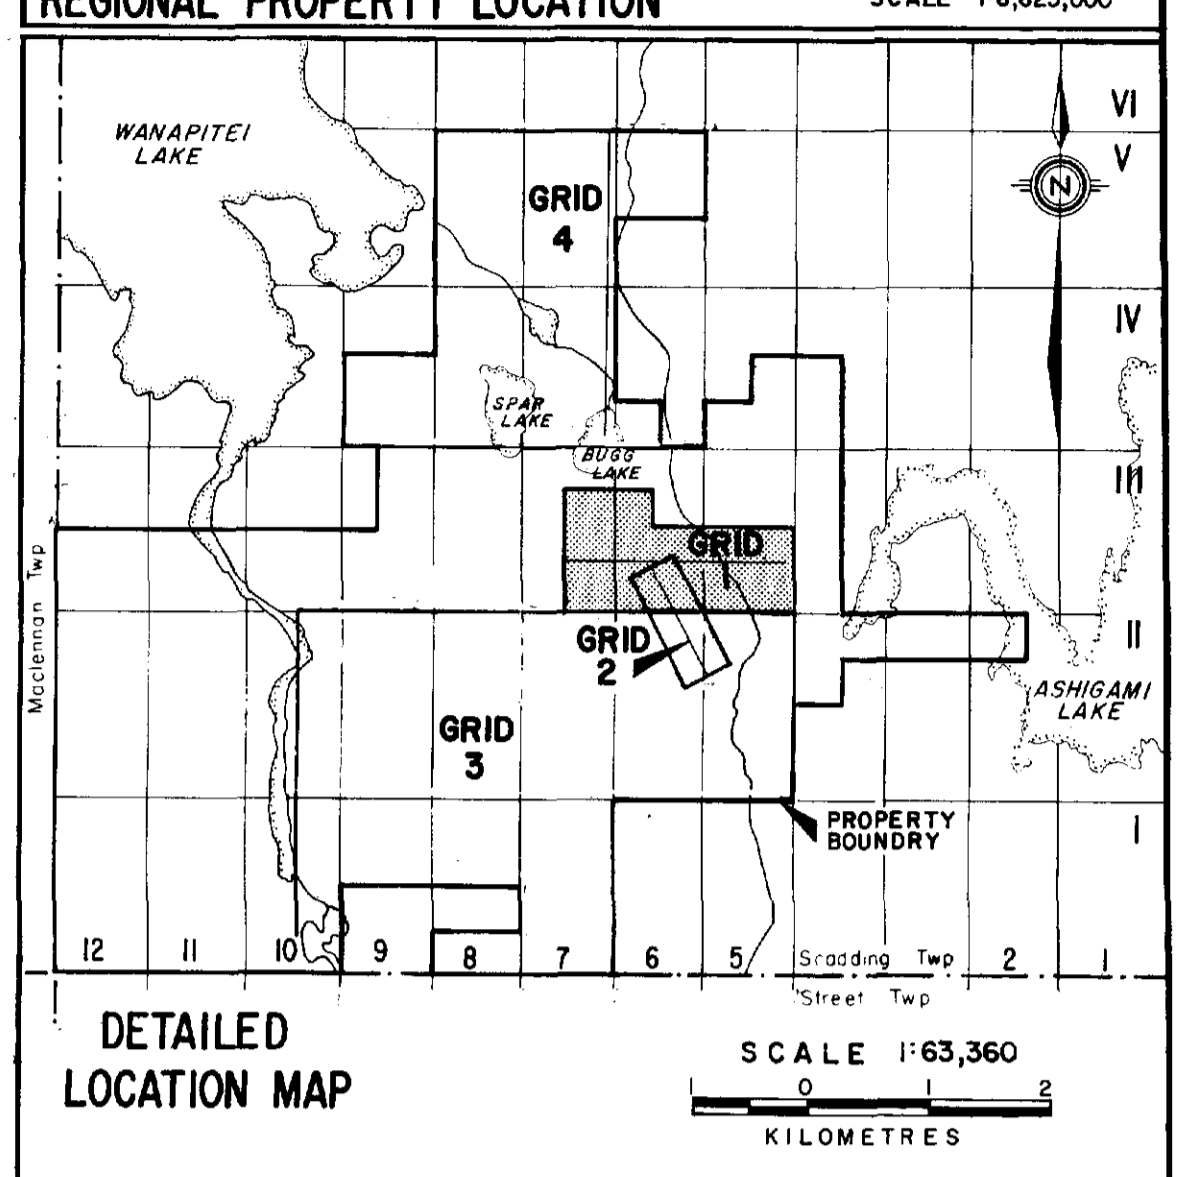 REGIONAL PROPERTY LOCATION
WANAPITEI
LAKE
VI
V
N
GRID
4
IV
SPAR
LAKE
BUGG
LAKE
III
GRID
1
GRID
2
II
Maclennan Twp
ASHIGAMI
LAKE
GRID
3
PROPERTY
BOUNDRY
I
12 11 10 9 8 7 6 5 Scadding Twp 2 1
Street Twp
DETAILED
LOCATION MAP
SCALE 1:63,360
1 0 1 2
KILOMETRES